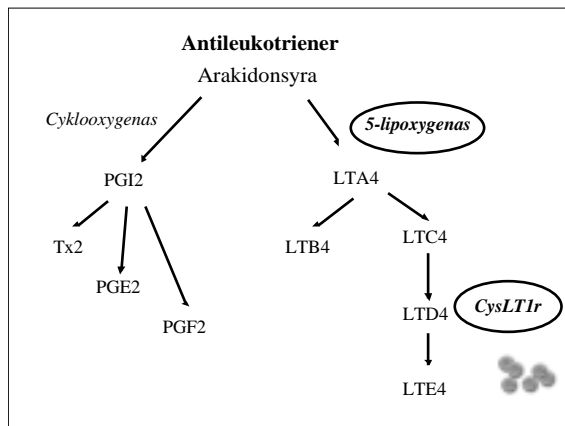 Antileukotriener
Arakidonsyra
Cyklooxygenas
5-lipoxygenas
PGI2
LTA4
Tx2
LTB4
LTC4
PGE2
PGF2
LTD4
CysLT1r
LTE4